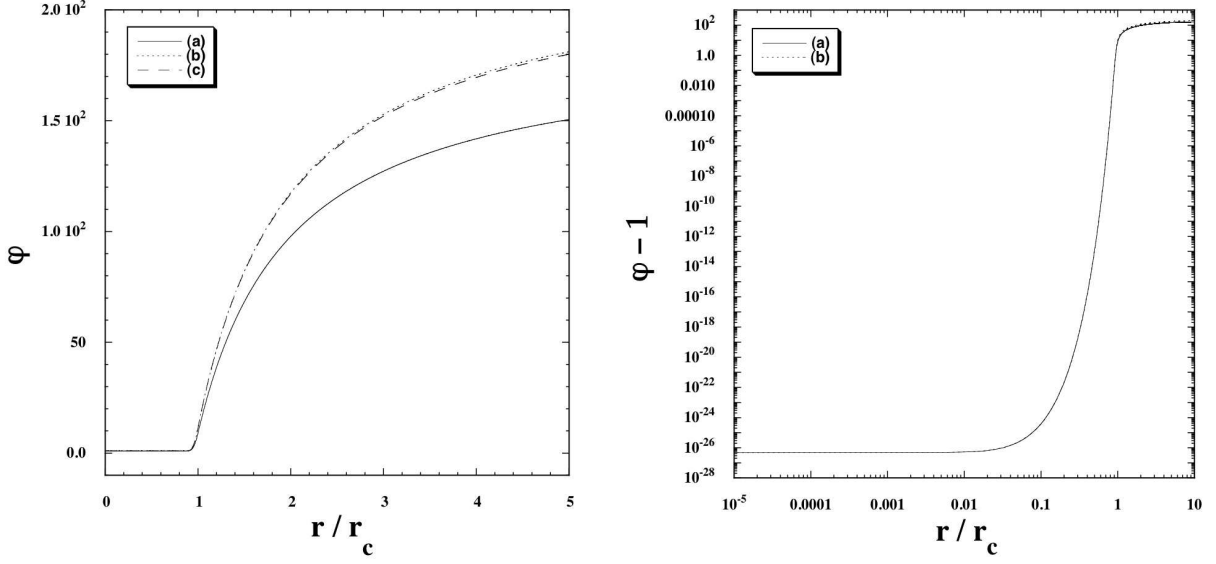 2.0 10²
1.5 10²
1.0 10²
50
0.0
φ
(a)
(b)
(c)
0 1 2 3 4 5
r / r_c
10²
1.0
0.010
0.00010
10⁻⁶
10⁻⁸
10⁻¹⁰
10⁻¹²
10⁻¹⁴
10⁻¹⁶
10⁻¹⁸
10⁻²⁰
10⁻²²
10⁻²⁴
10⁻²⁶
10⁻²⁸
φ – 1
(a)
(b)
10⁻⁵ 0.0001 0.001 0.01 0.1 1 10
r / r_c